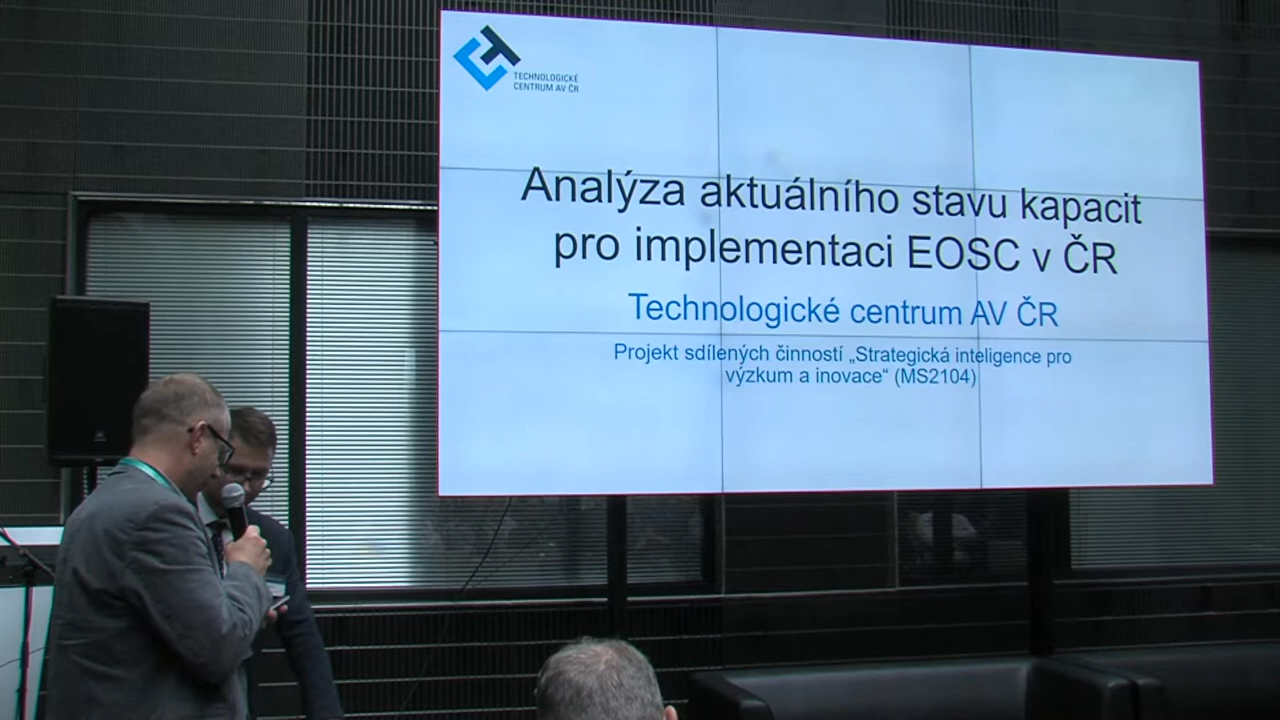 TECHNOLOGICKÉ
CENTRUM AV ČR
Analýza aktuálního stavu kapacit
pro implementaci EOSC v ČR
Technologické centrum AV ČR
Projekt sdílených činností „Strategická inteligence pro
výzkum a inovace“ (MS2104)